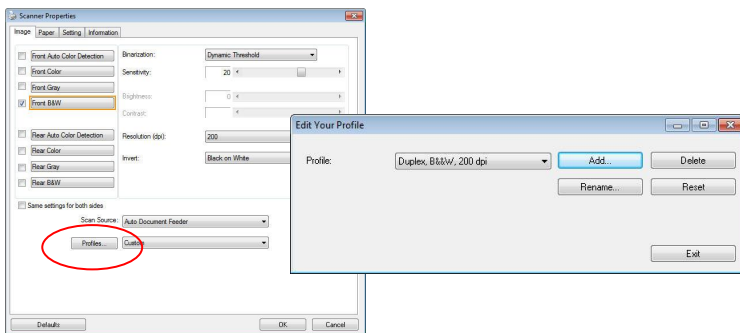 Scanner Properties
Image Paper Setting Information
Front Auto Color Detection
Front Color
Front Gray
Front B&W
Rear Auto Color Detection
Rear Color
Rear Gray
Rear B&W
Binarization: Dynamic Threshold
Sensitivity: 20
Brightness: 0
Contrast:
Resolution (dpi): 200
Invert: Black on White
Same settings for both sides
Scan Source: Auto Document Feeder
Profiles... Custom
Defaults OK Cancel
Edit Your Profile
Profile: Duplex, B&&W, 200 dpi Add... Delete
Rename... Reset
Exit